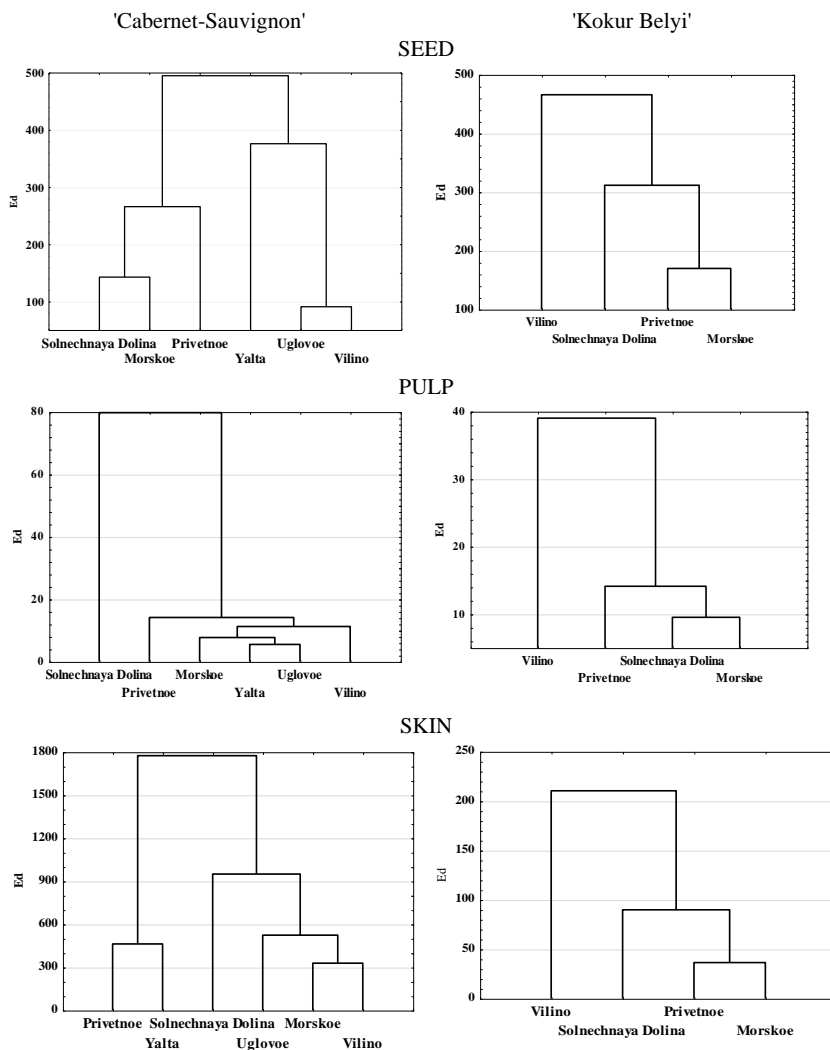 'Cabernet-Sauvignon' 'Kokur Belyi'
SEED
500
400
300
200
100
Ed
Solnechnaya Dolina Privetnoe Uglovoe
Morskoe Yalta Vilino
500
400
300
200
100
Ed
Vilino Privetnoe
Solnechnaya Dolina Morskoe
PULP
80
60
40
20
0
Ed
Solnechnaya Dolina Morskoe Uglovoe
Privetnoe Yalta Vilino
40
30
20
10
Ed
Vilino Solnechnaya Dolina
Privetnoe Morskoe
SKIN
1800
1500
1200
900
600
300
0
Ed
Privetnoe Solnechnaya Dolina Morskoe
Yalta Uglovoe Vilino
250
200
150
100
50
0
Ed
Vilino Privetnoe
Solnechnaya Dolina Morskoe